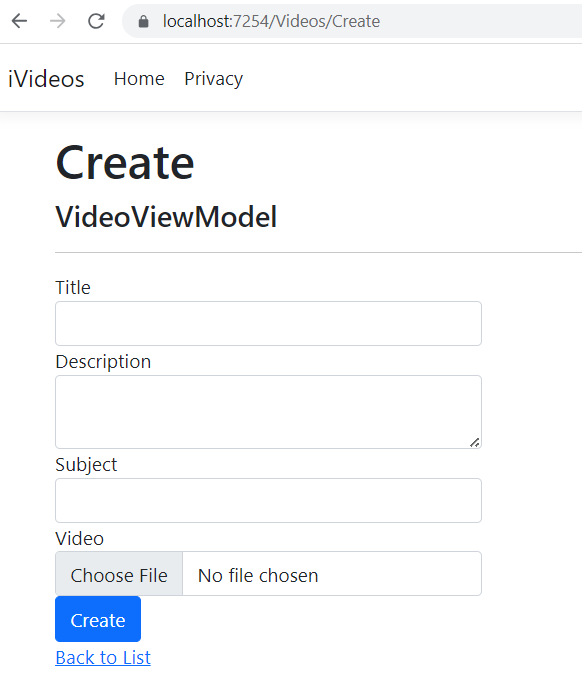 localhost:7254/Videos/Create
iVideos Home Privacy
Create
VideoViewModel
Title
Description
Subject
Video
Choose File No file chosen
Create
Back to List